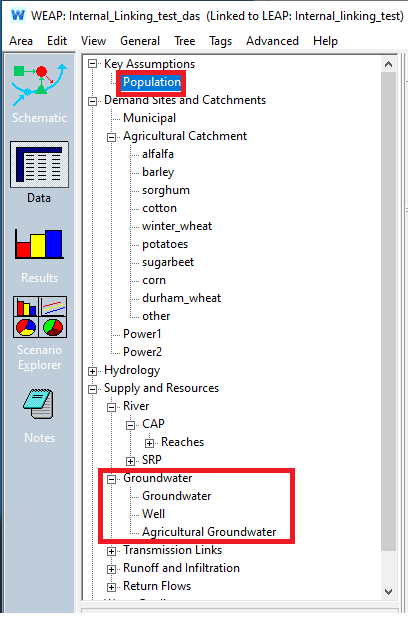 WEAP: Internal_Linking_test_das (Linked to LEAP: Internal_linking_test)
Area Edit View General Tree Tags Advanced Help
Schematic
Data
Results
Scenario
Explorer
Notes
Key Assumptions
Population
Demand Sites and Catchments
Municipal
Agricultural Catchment
alfalfa
barley
sorghum
cotton
winter_wheat
potatoes
sugarbeet
corn
durham_wheat
other
Power1
Power2
Hydrology
Supply and Resources
River
CAP
Reaches
SRP
Groundwater
Groundwater
Well
Agricultural Groundwater
Transmission Links
Runoff and Infiltration
Return Flows